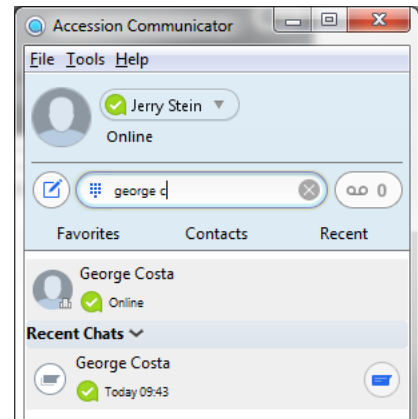 Accession Communicator
File Tools Help
Jerry Stein
Online
george c
0
Favorites Contacts Recent
George Costa
Online
Recent Chats
George Costa
Today 09:43